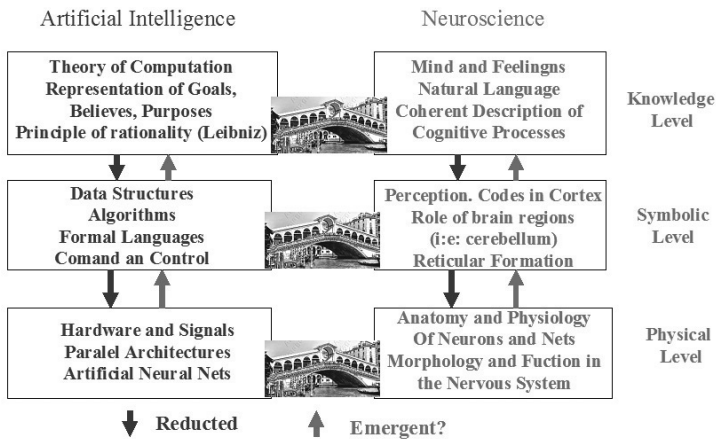 Artificial Intelligence
Neuroscience
Theory of Computation
Representation of Goals,
Believes, Purposes
Principle of rationality (Leibniz)
Mind and Feelingns
Natural Language
Coherent Description of
Cognitive Processes
Knowledge
Level
Data Structures
Algorithms
Formal Languages
Comand an Control
Perception. Codes in Cortex
Role of brain regions
(i:e: cerebellum)
Reticular Formation
Symbolic
Level
Hardware and Signals
Paralel Architectures
Artificial Neural Nets
Anatomy and Physiology
Of Neurons and Nets
Morphology and Fuction in
the Nervous System
Physical
Level
Reducted
Emergent?